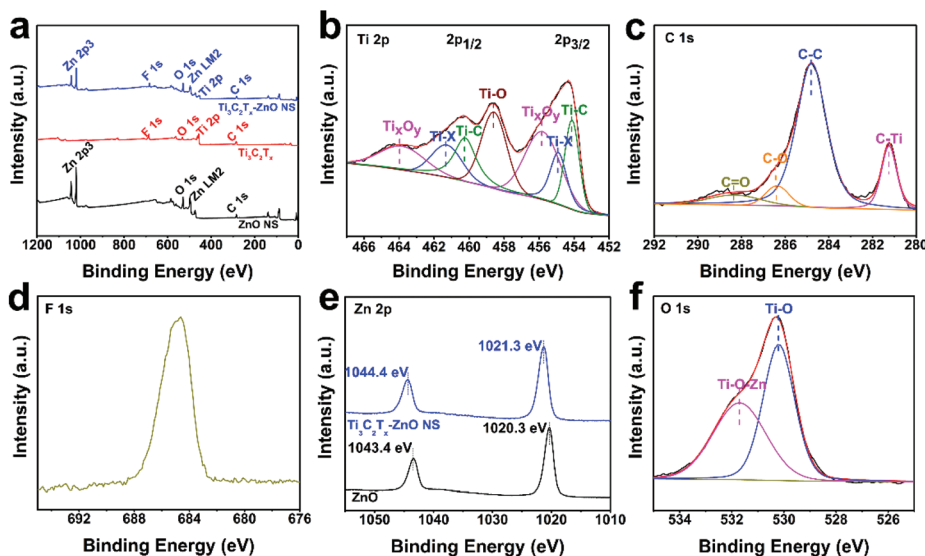 a
Intensity (a.u.)
Zn 2p3
F 1s
O 1s
Zn LM2
Ti 2p
C 1s
Ti3C2Tx-ZnO NS
F 1s
O 1s
Ti 2p
C 1s
Ti3C2Tx
Zn 2p3
O 1s
Zn LM2
C 1s
ZnO NS
1200 1000 800 600 400 200 0
Binding Energy (eV)
b
Intensity (a.u.)
Ti 2p 2p1/2 2p3/2
TixOy
Ti-X
Ti-C
Ti-O
TixOy
Ti-X
Ti-C
466 464 462 460 458 456 454 452
Binding Energy (eV)
c
Intensity (a.u.)
C 1s
C-C
C-Ti
C-O
C=O
292 290 288 286 284 282 280
Binding Energy (eV)
d
Intensity (a.u.)
F 1s
692 688 684 680 676
Binding Energy (eV)
e
Intensity (a.u.)
Zn 2p
1021.3 eV
1044.4 eV
Ti3C2Tx-ZnO NS
1020.3 eV
1043.4 eV
ZnO
1050 1040 1030 1020 1010
Binding Energy (eV)
f
Intensity (a.u.)
O 1s
Ti-O
Ti-O-Zn
534 532 530 528 526
Binding Energy (eV)